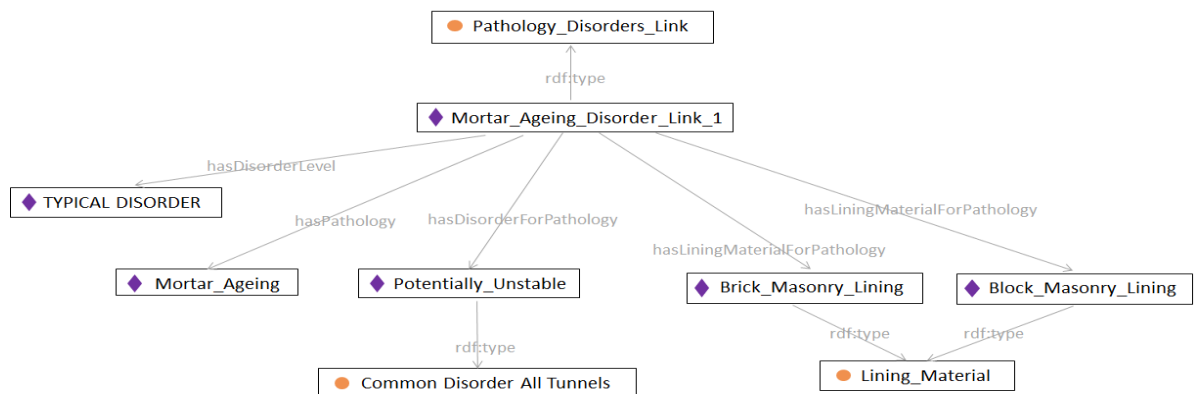 Pathology_Disorders_Link
rdf:type
Mortar_Ageing_Disorder_Link_1
hasDisorderLevel
TYPICAL DISORDER
hasPathology
hasDisorderForPathology
hasLiningMaterialForPathology
hasLiningMaterialForPathology
Mortar_Ageing
Potentially_Unstable
Brick_Masonry_Lining
Block_Masonry_Lining
rdf:type
rdf:type
rdf:type
Common Disorder All Tunnels
Lining_Material